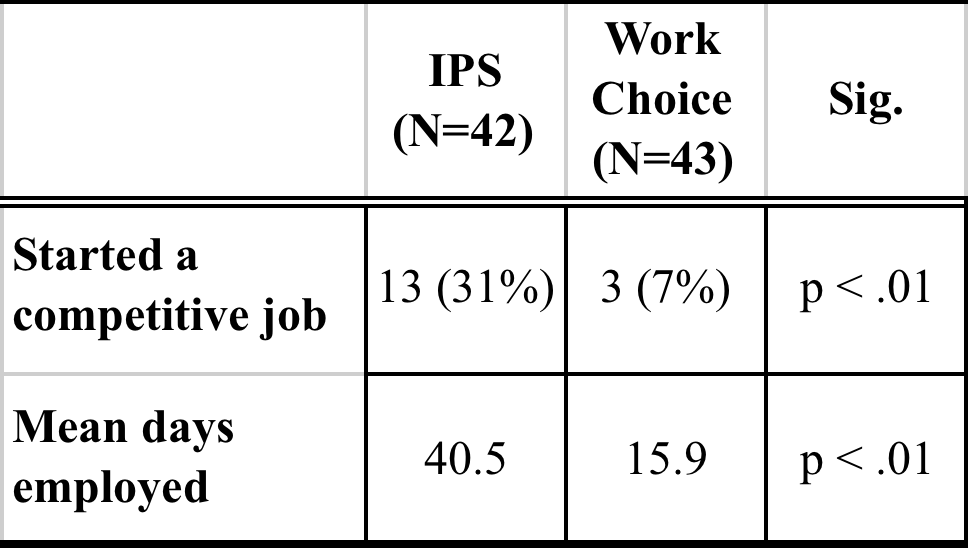 IPS
(N=42)
Work
Choice
(N=43)
Sig.
Started a
competitive job
13 (31%)
3 (7%)
p < .01
Mean days
employed
40.5
15.9
p < .01